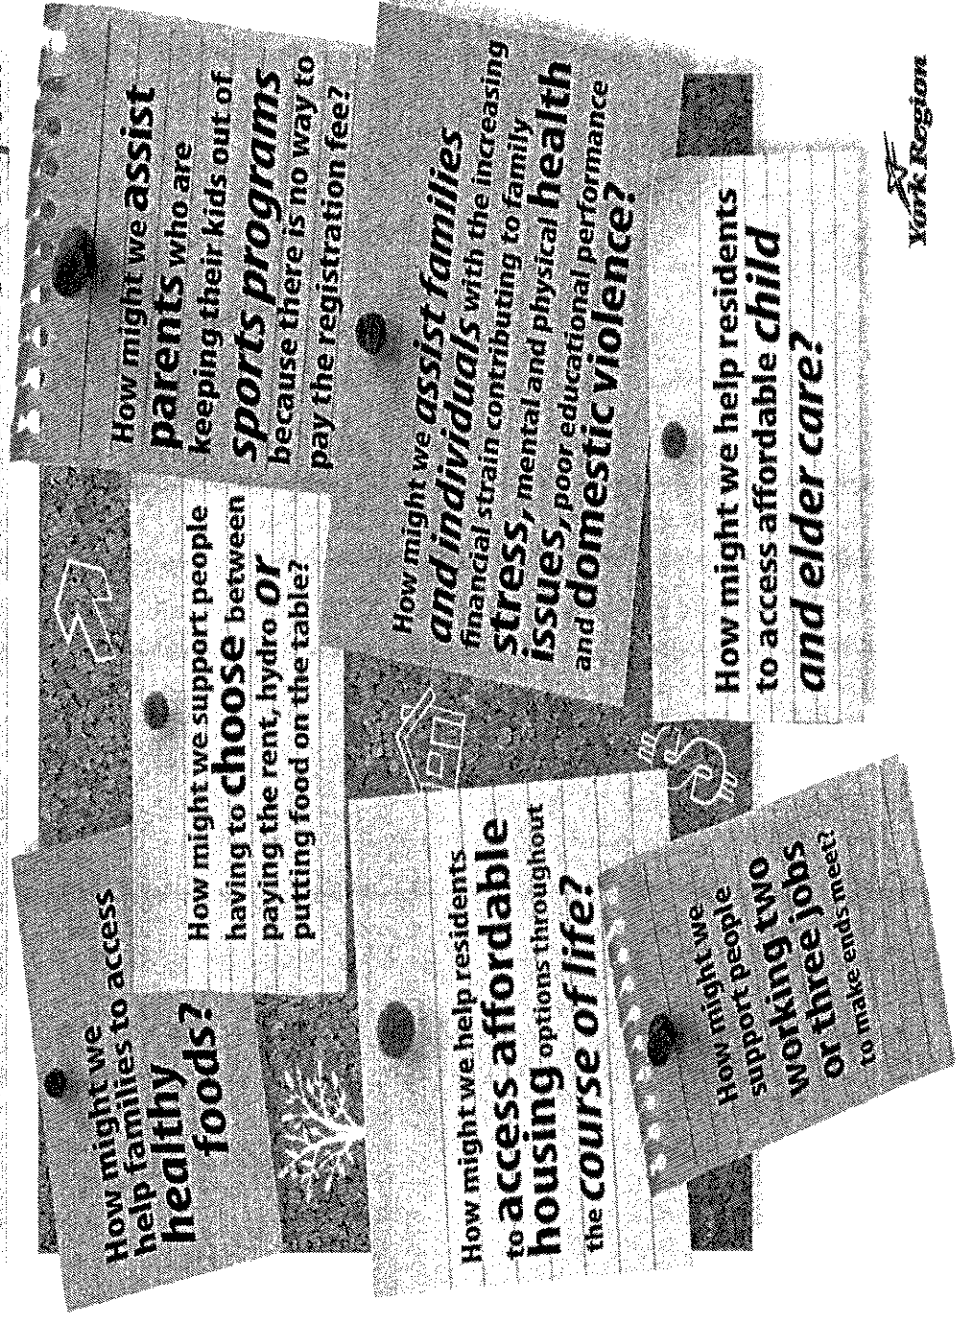 How might we
help families to access
healthy
foods?
How might we support people
having to choose between
paying the rent, hydro or
putting food on the table?
How might we assist
parents who are
keeping their kids out of
sports programs
because there is no way to
pay the registration fee?
How might we help residents
to access affordable
housing options throughout
the course of life?
How might we assist families
and individuals with the increasing
financial strain contributing to family
stress, mental and physical health
issues, poor educational performance
and domestic violence?
How might we
support people
working two
or three jobs
to make ends meet?
How might we help residents
to access affordable child
and elder care?
York Region